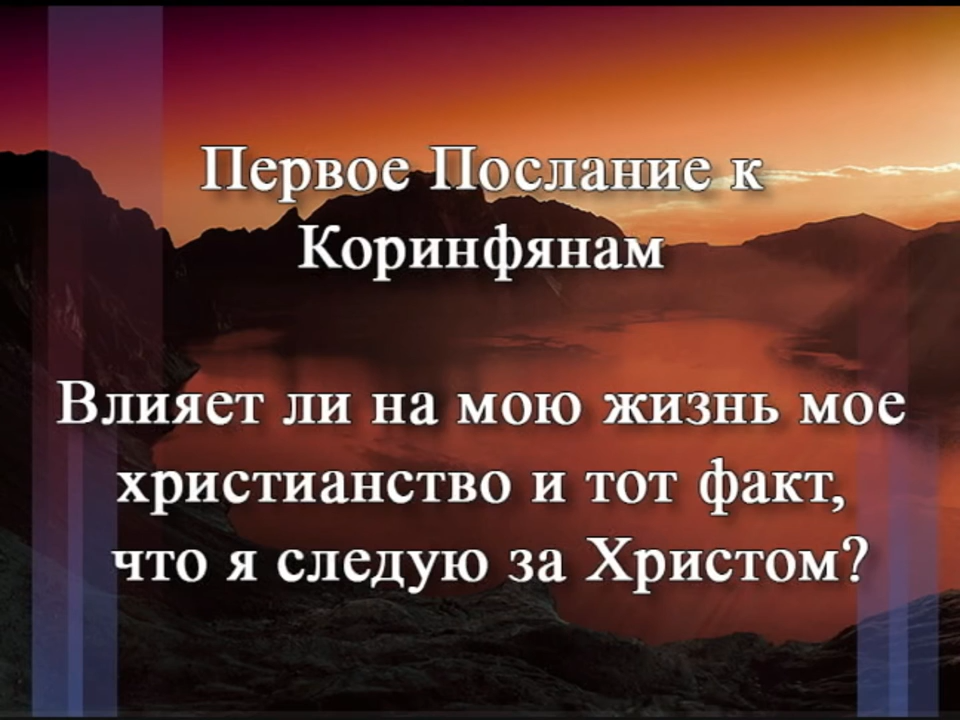 Первое Послание к
Коринфянам
Влияет ли на мою жизнь мое
христианство и тот факт,
что я следую за Христом?